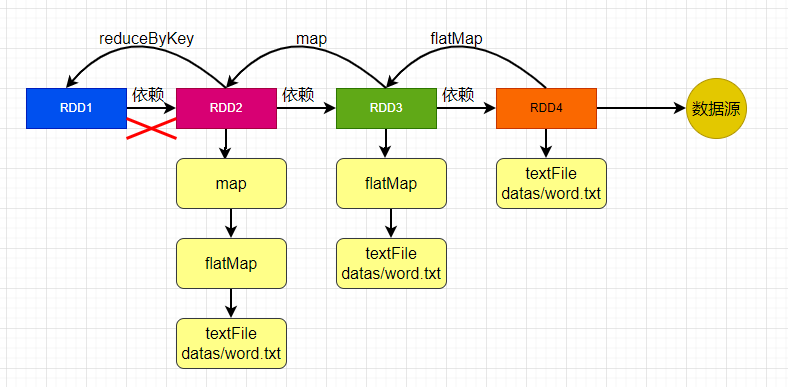 reduceByKey
map
flatMap
RDD1
依赖
RDD2
依赖
RDD3
依赖
RDD4
数据源
map
flatMap
textFile
datas/word.txt
flatMap
textFile
datas/word.txt
textFile
datas/word.txt